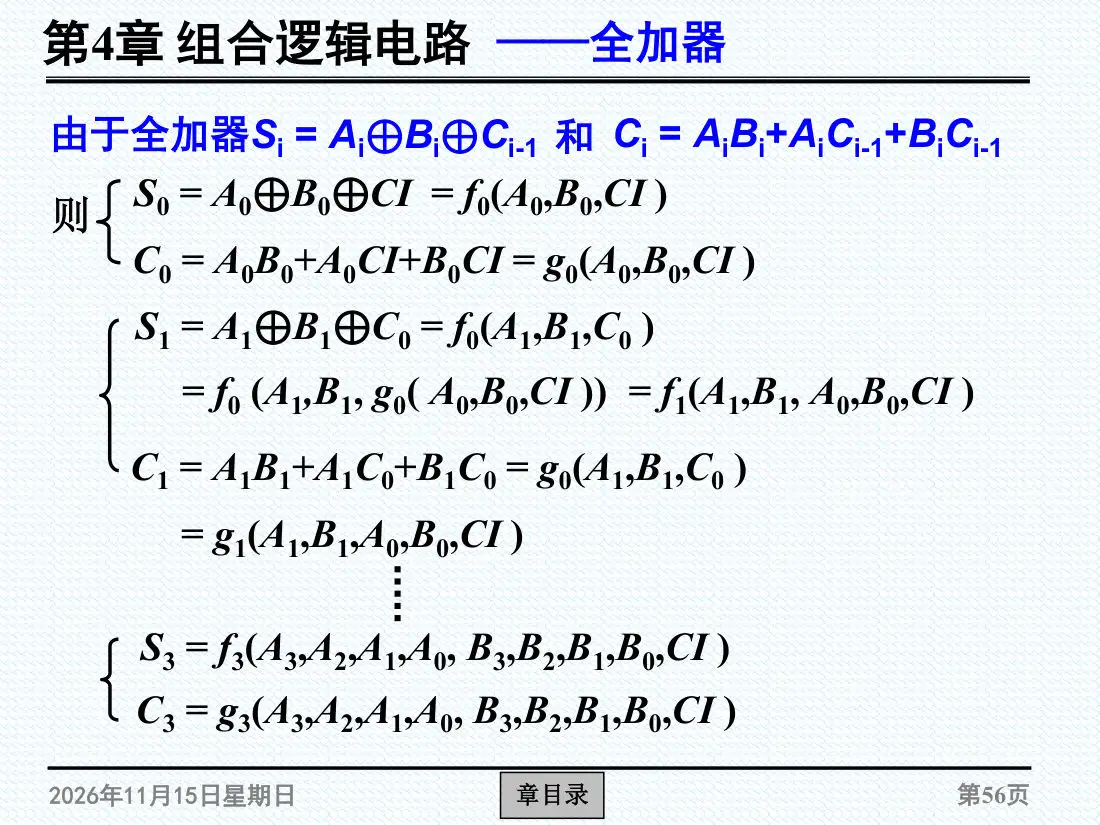 第4章 组合逻辑电路 ——全加器
由于全加器Sᵢ = Aᵢ⊕Bᵢ⊕Cᵢ₋₁ 和 Cᵢ = AᵢBᵢ+AᵢCᵢ₋₁+BᵢCᵢ₋₁
则 S₀ = A₀⊕B₀⊕CI = f₀(A₀,B₀,CI )
C₀ = A₀B₀+A₀CI+B₀CI = g₀(A₀,B₀,CI )
S₁ = A₁⊕B₁⊕C₀ = f₀(A₁,B₁,C₀ )
= f₀ (A₁,B₁, g₀( A₀,B₀,CI )) = f₁(A₁,B₁, A₀,B₀,CI )
C₁ = A₁B₁+A₁C₀+B₁C₀ = g₀(A₁,B₁,C₀ )
= g₁(A₁,B₁,A₀,B₀,CI )
S₃ = f₃(A₃,A₂,A₁,A₀, B₃,B₂,B₁,B₀,CI )
C₃ = g₃(A₃,A₂,A₁,A₀, B₃,B₂,B₁,B₀,CI )
2026年11月15日星期日 章目录 第56页